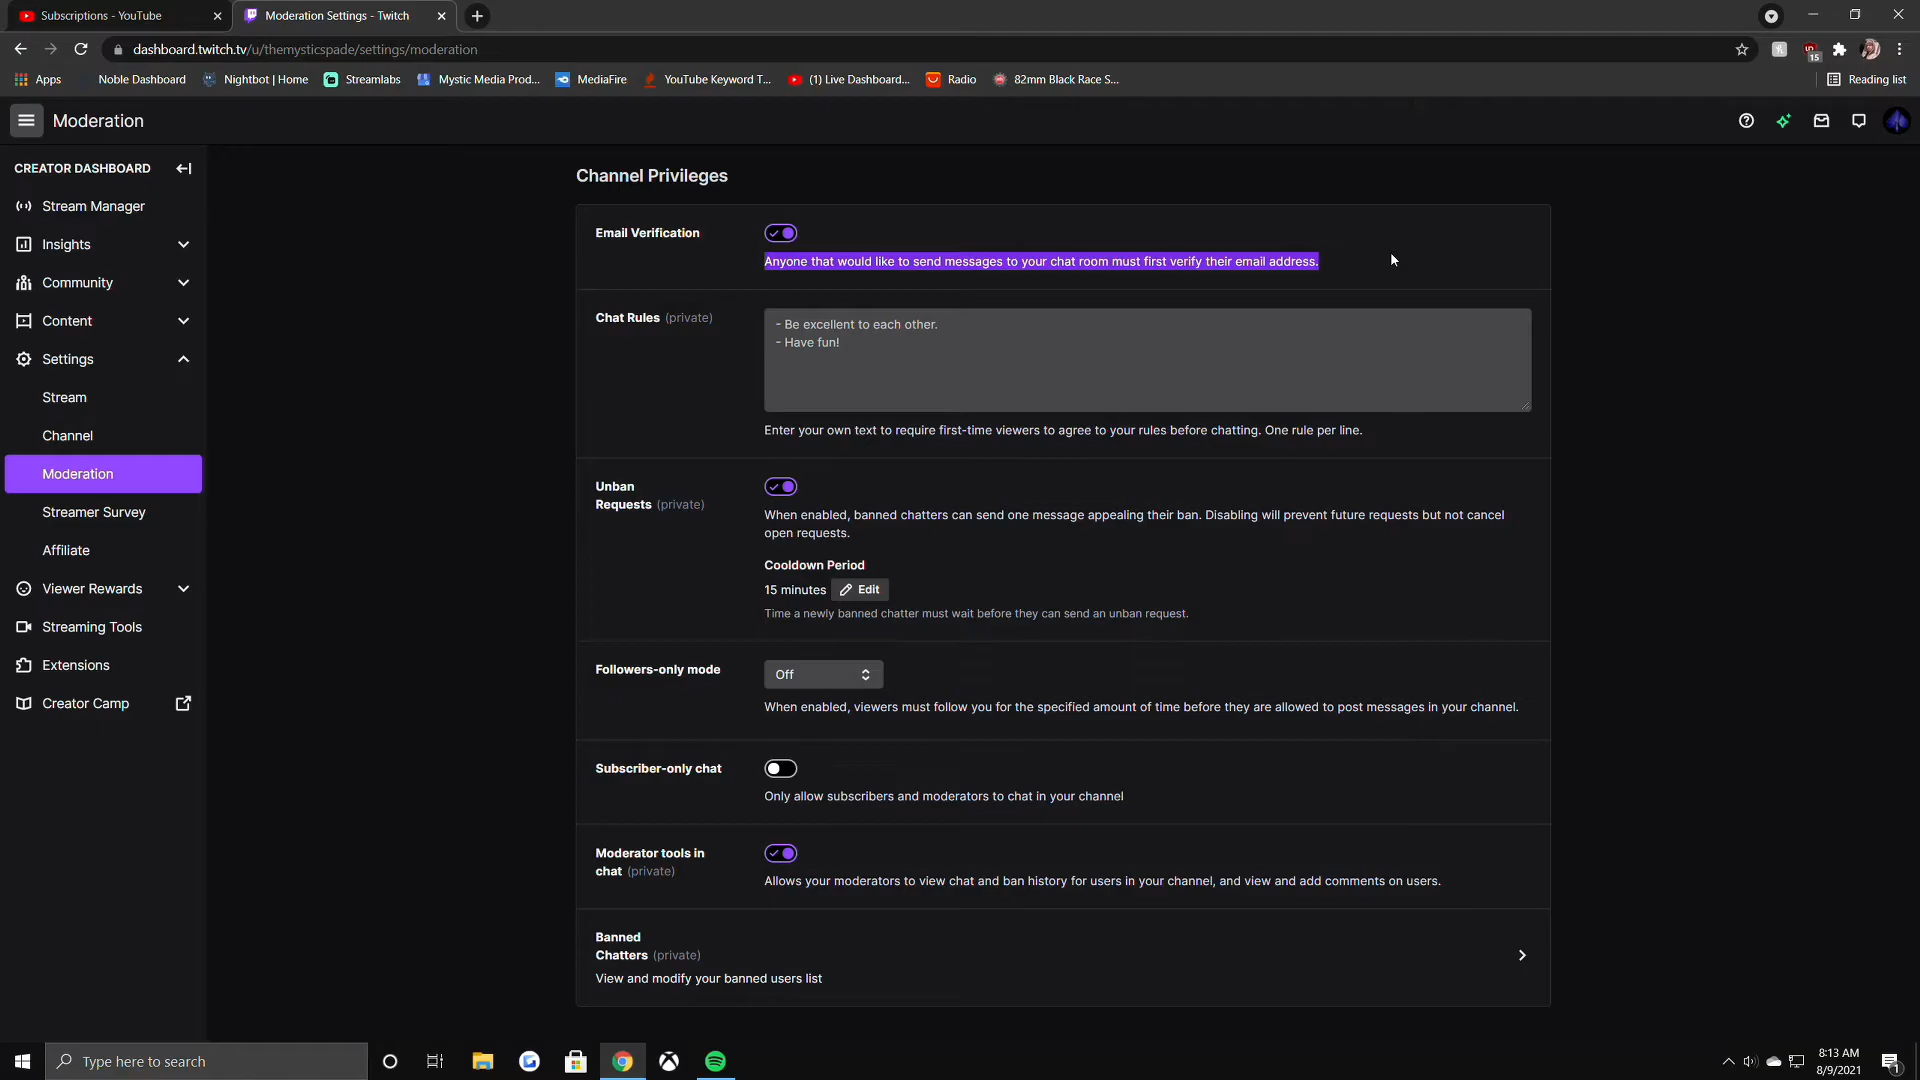 Subscriptions - YouTube
Moderation Settings - Twitch
dashboard.twitch.tv/u/themysticspade/settings/moderation
15
Apps
Noble Dashboard
Nightbot | Home
Streamlabs
Mystic Media Prod...
MediaFire
YouTube Keyword T...
(1) Live Dashboard...
Radio
82mm Black Race S...
Reading list
Moderation
CREATOR DASHBOARD
Stream Manager
Insights
Community
Content
Settings
Stream
Channel
Moderation
Streamer Survey
Affiliate
Viewer Rewards
Streaming Tools
Extensions
Creator Camp
Channel Privileges
Email Verification
Anyone that would like to send messages to your chat room must first verify their email address.
Chat Rules (private)
- Be excellent to each other.
- Have fun!
Enter your own text to require first-time viewers to agree to your rules before chatting. One rule per line.
Unban
Requests (private)
When enabled, banned chatters can send one message appealing their ban. Disabling will prevent future requests but not cancel
open requests.
Cooldown Period
15 minutes Edit
Time a newly banned chatter must wait before they can send an unban request.
Followers-only mode
Off
When enabled, viewers must follow you for the specified amount of time before they are allowed to post messages in your channel.
Subscriber-only chat
Only allow subscribers and moderators to chat in your channel
Moderator tools in
chat (private)
Allows your moderators to view chat and ban history for users in your channel, and view and add comments on users.
Banned
Chatters (private)
View and modify your banned users list
Type here to search
8:13 AM
8/9/2021
1